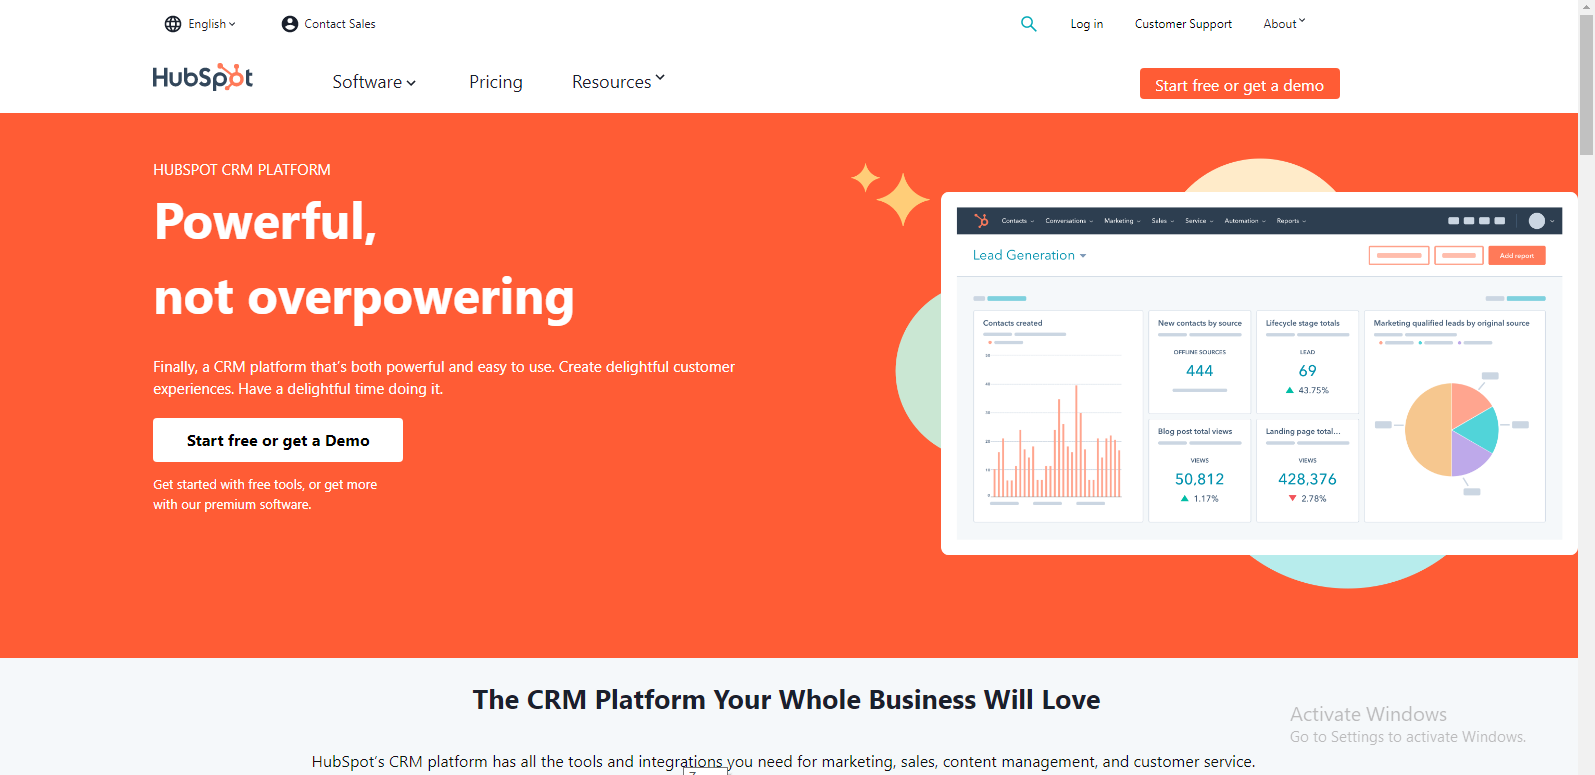 English
Contact Sales
Log in
Customer Support
About
HubSpot
Software
Pricing
Resources
Start free or get a demo
HUBSPOT CRM PLATFORM
Powerful,
not overpowering
Finally, a CRM platform that's both powerful and easy to use. Create delightful customer
experiences. Have a delightful time doing it.
Start free or get a Demo
Get started with free tools, or get more
with our premium software.
Contacts
Conversations
Marketing
Sales
Service
Automation
Reports
Lead Generation
Add report
Contacts created
50
40
30
20
10
0
New contacts by source
OFFLINE SOURCES
444
Lifecycle stage totals
LEAD
69
43.75%
Marketing qualified leads by original source
Blog post total views
VIEWS
50,812
1.17%
Landing page total...
VIEWS
428,376
2.78%
The CRM Platform Your Whole Business Will Love
HubSpot's CRM platform has all the tools and integrations you need for marketing, sales, content management, and customer service.
Activate Windows
Go to Settings to activate Windows.